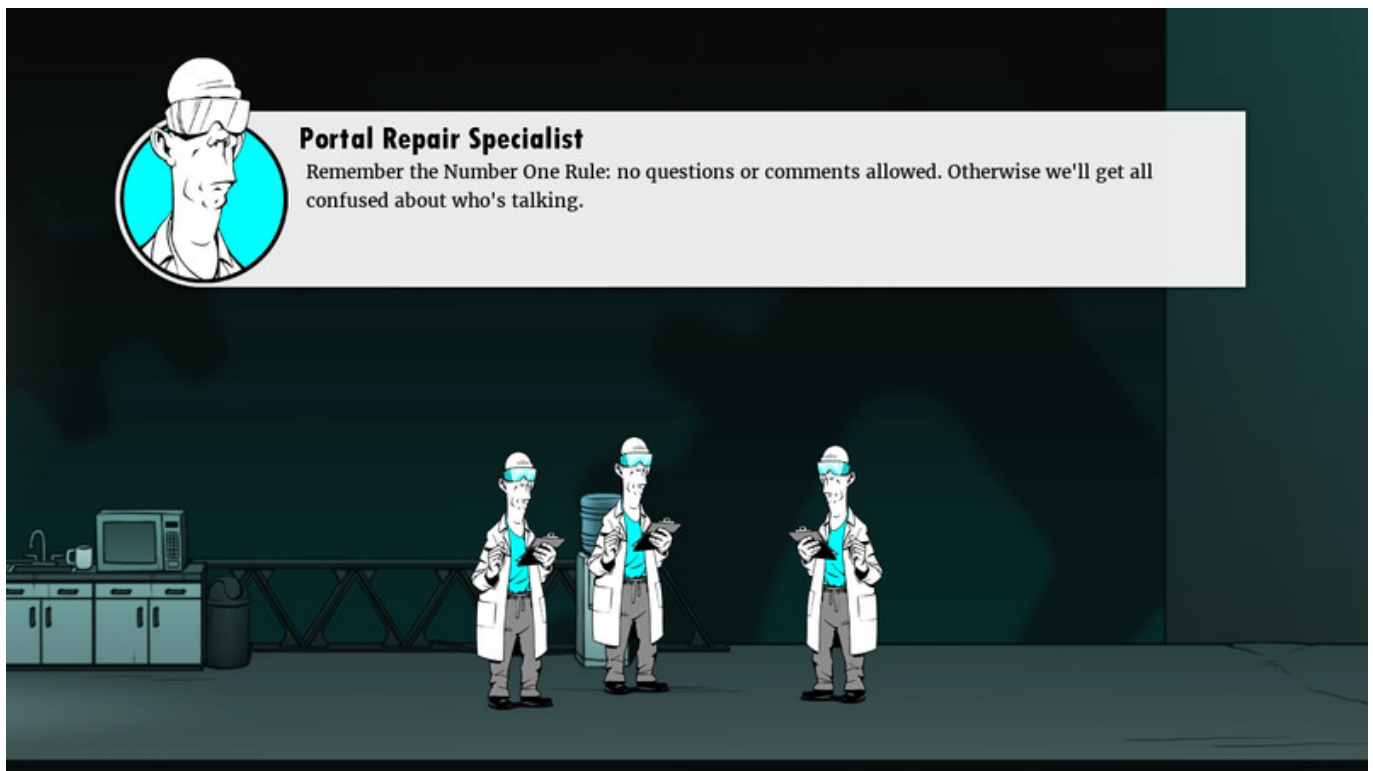 Portal Repair Specialist
Remember the Number One Rule: no questions or comments allowed. Otherwise we'll get all
confused about who's talking.